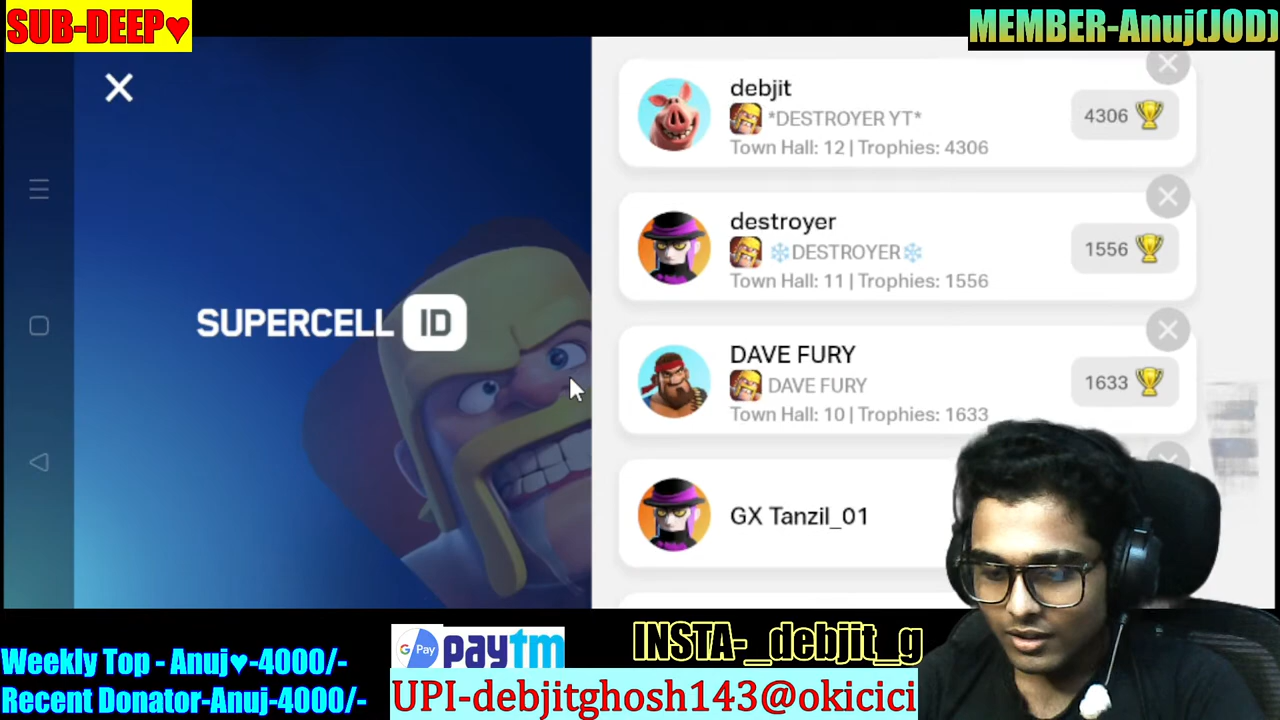 SUB-DEEP♥
MEMBER-Anuj(JOD)
debjit
*DESTROYER YT*
Town Hall: 12 | Trophies: 4306
4306
destroyer
❄DESTROYER❄
Town Hall: 11 | Trophies: 1556
1556
SUPERCELL ID
DAVE FURY
DAVE FURY
Town Hall: 10 | Trophies: 1633
1633
GX Tanzil_01
Weekly Top - Anuj♥-4000/-
Recent Donator-Anuj-4000/-
G Pay
paytm
INSTA-_debjit_g
UPI-debjitghosh143@okicici